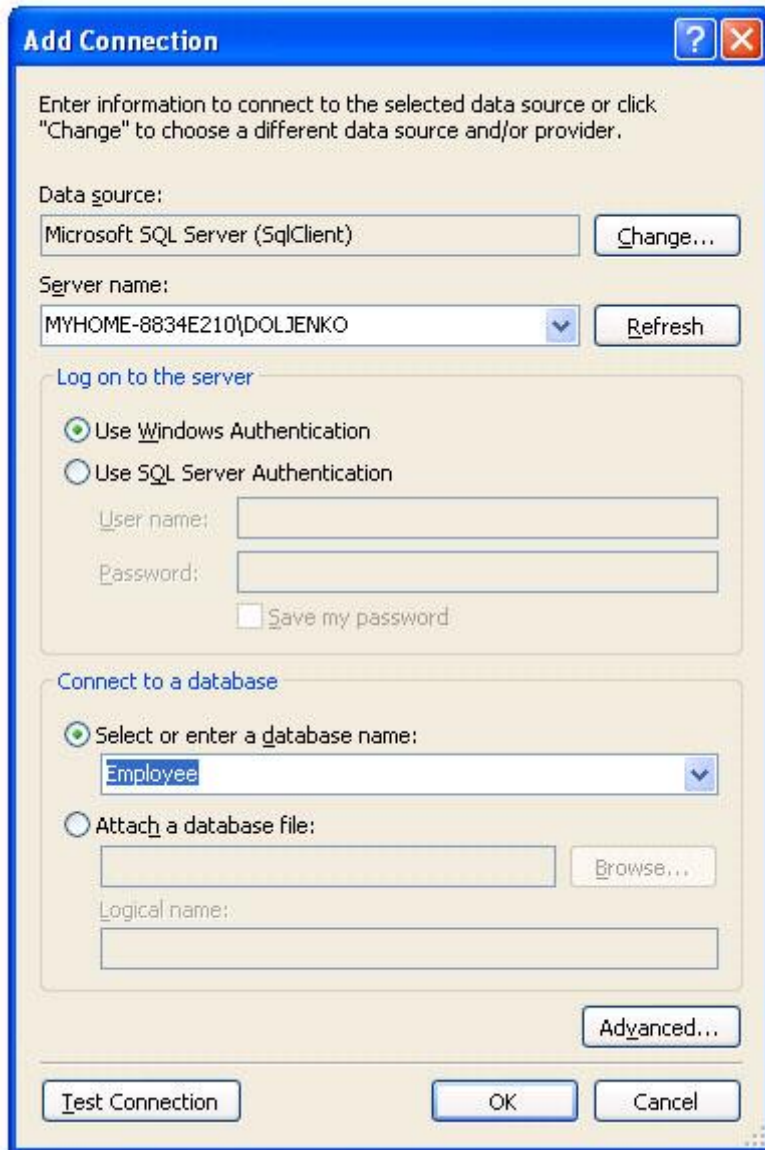 Add Connection
Enter information to connect to the selected data source or click
"Change" to choose a different data source and/or provider.
Data source:
Microsoft SQL Server (SqlClient)
Change...
Server name:
MYHOME-8834E210\DOLJENKO
Refresh
Log on to the server
Use Windows Authentication
Use SQL Server Authentication
User name:
Password:
Save my password
Connect to a database
Select or enter a database name:
Employee
Attach a database file:
Browse...
Logical name:
Advanced...
Test Connection
OK
Cancel